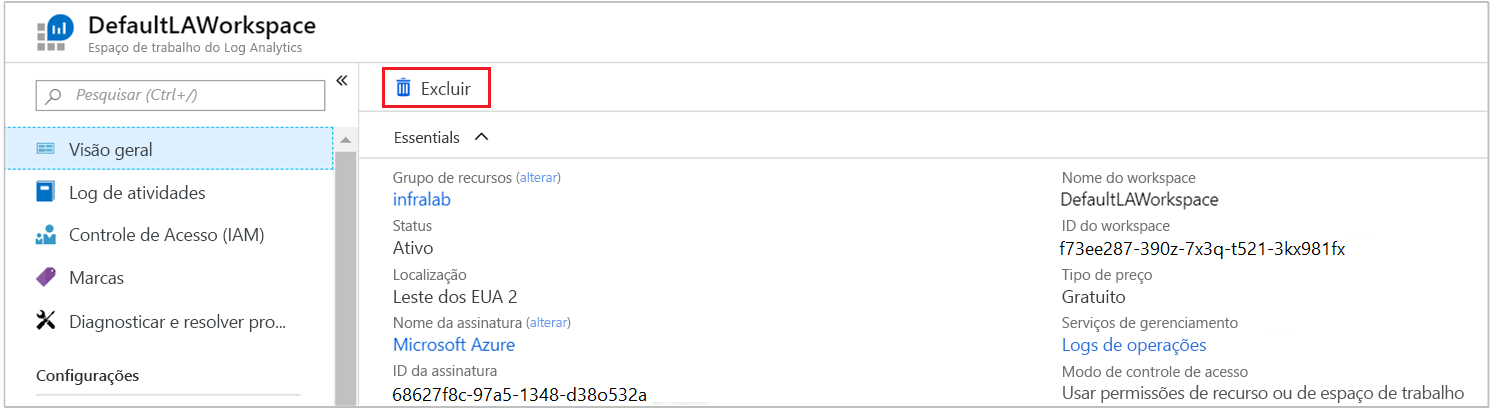 DefaultLAWorkspace
Espaço de trabalho do Log Analytics
Pesquisar (Ctrl+/)
«
Visão geral
Log de atividades
Controle de Acesso (IAM)
Marcas
Diagnosticar e resolver pro...
Configurações
Excluir
Essentials
Grupo de recursos (alterar)
infralab
Status
Ativo
Localização
Leste dos EUA 2
Nome da assinatura (alterar)
Microsoft Azure
ID da assinatura
68627f8c-97a5-1348-d38o532a
Nome do workspace
DefaultLAWorkspace
ID do workspace
f73ee287-390z-7x3q-t521-3kx981fx
Tipo de preço
Gratuito
Serviços de gerenciamento
Logs de operações
Modo de controle de acesso
Usar permissões de recurso ou de espaço de trabalho